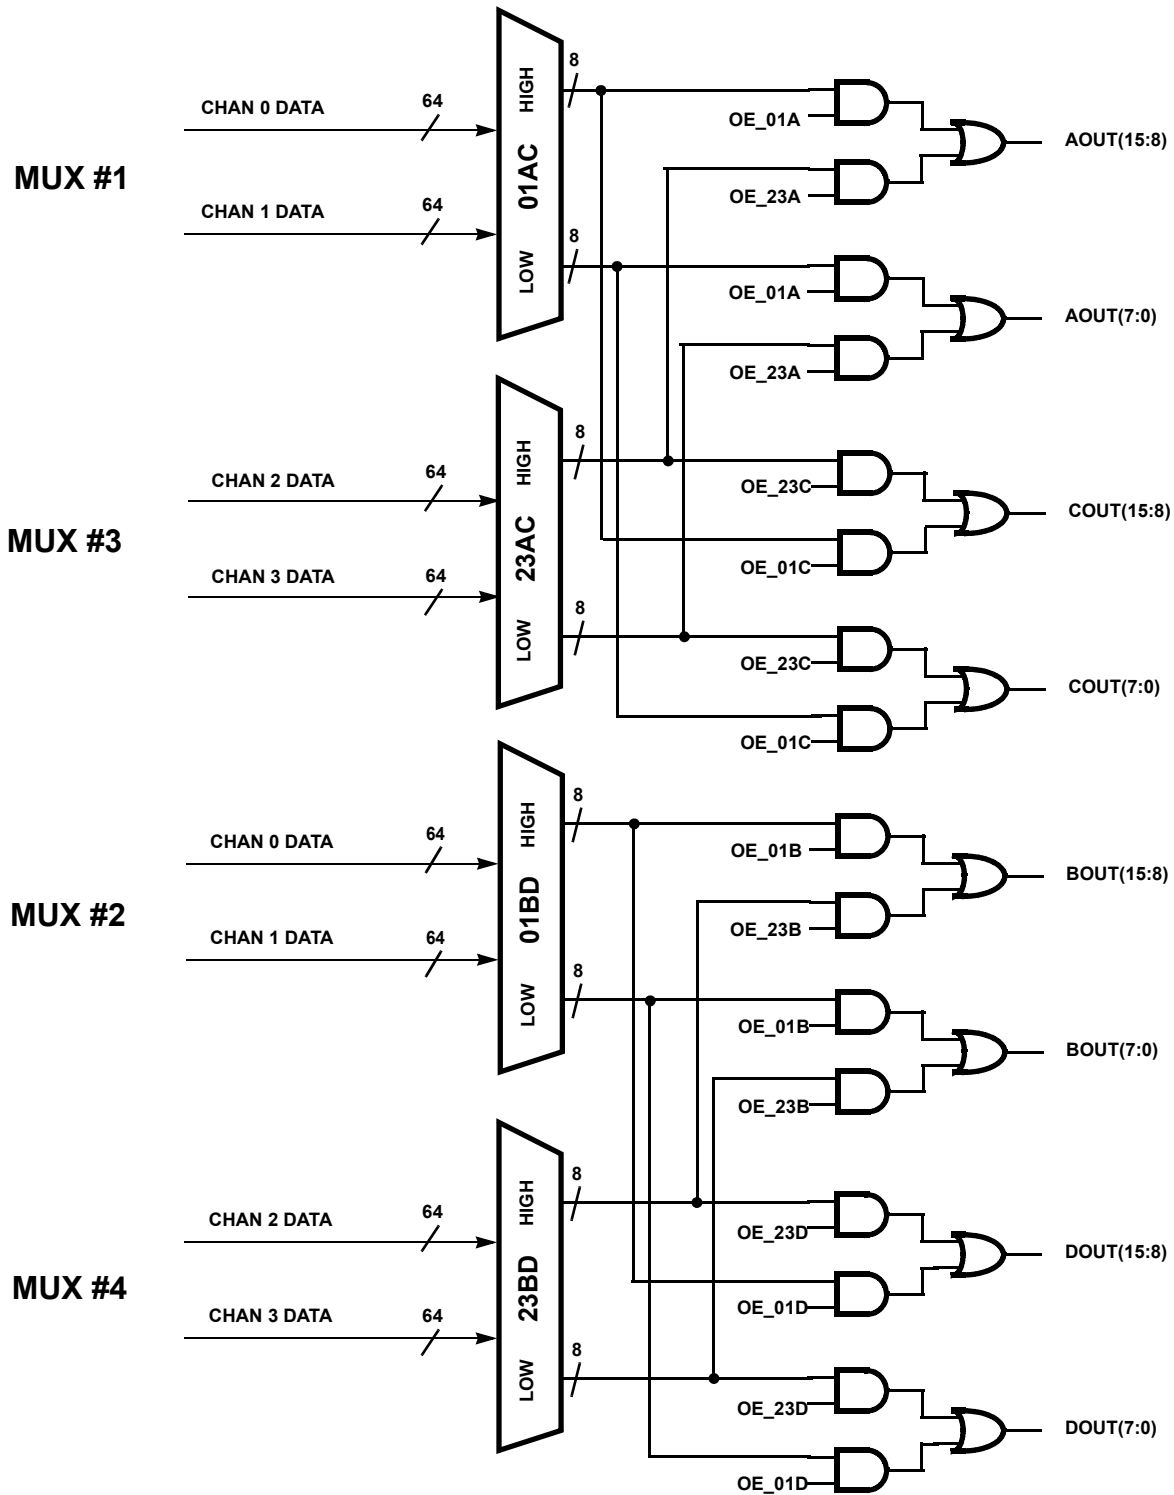 8
HIGH
CHAN 0 DATA
64
OE_01A
AOUT(15:8)
MUX #1
01AC
OE_23A
CHAN 1 DATA
64
8
LOW
OE_01A
AOUT(7:0)
OE_23A
8
HIGH
CHAN 2 DATA
64
OE_23C
COUT(15:8)
MUX #3
23AC
OE_01C
CHAN 3 DATA
64
8
LOW
OE_23C
COUT(7:0)
OE_01C
8
HIGH
CHAN 0 DATA
64
OE_01B
BOUT(15:8)
MUX #2
01BD
OE_23B
CHAN 1 DATA
64
8
LOW
OE_01B
BOUT(7:0)
OE_23B
8
HIGH
CHAN 2 DATA
64
OE_23D
DOUT(15:8)
MUX #4
23BD
OE_01D
CHAN 3 DATA
64
8
LOW
OE_23D
DOUT(7:0)
OE_01D